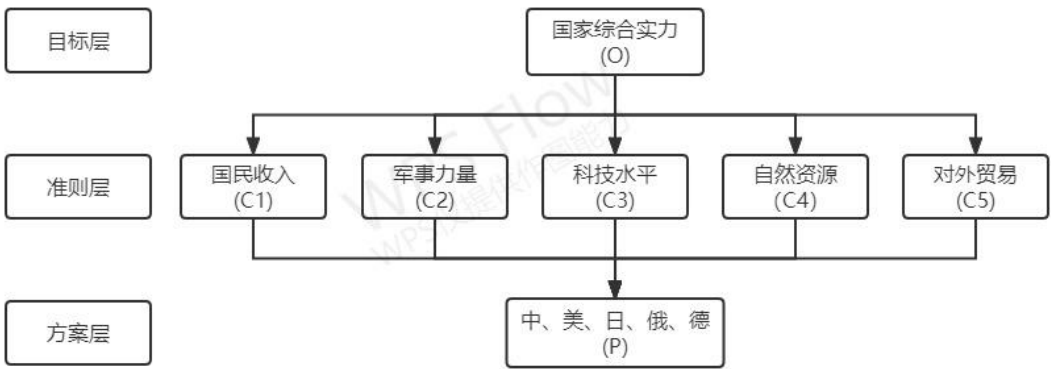 目标层
国家综合实力
(O)
准则层
国民收入
(C1)
军事力量
(C2)
科技水平
(C3)
自然资源
(C4)
对外贸易
(C5)
方案层
中、美、日、俄、德
(P)
WPS Flow